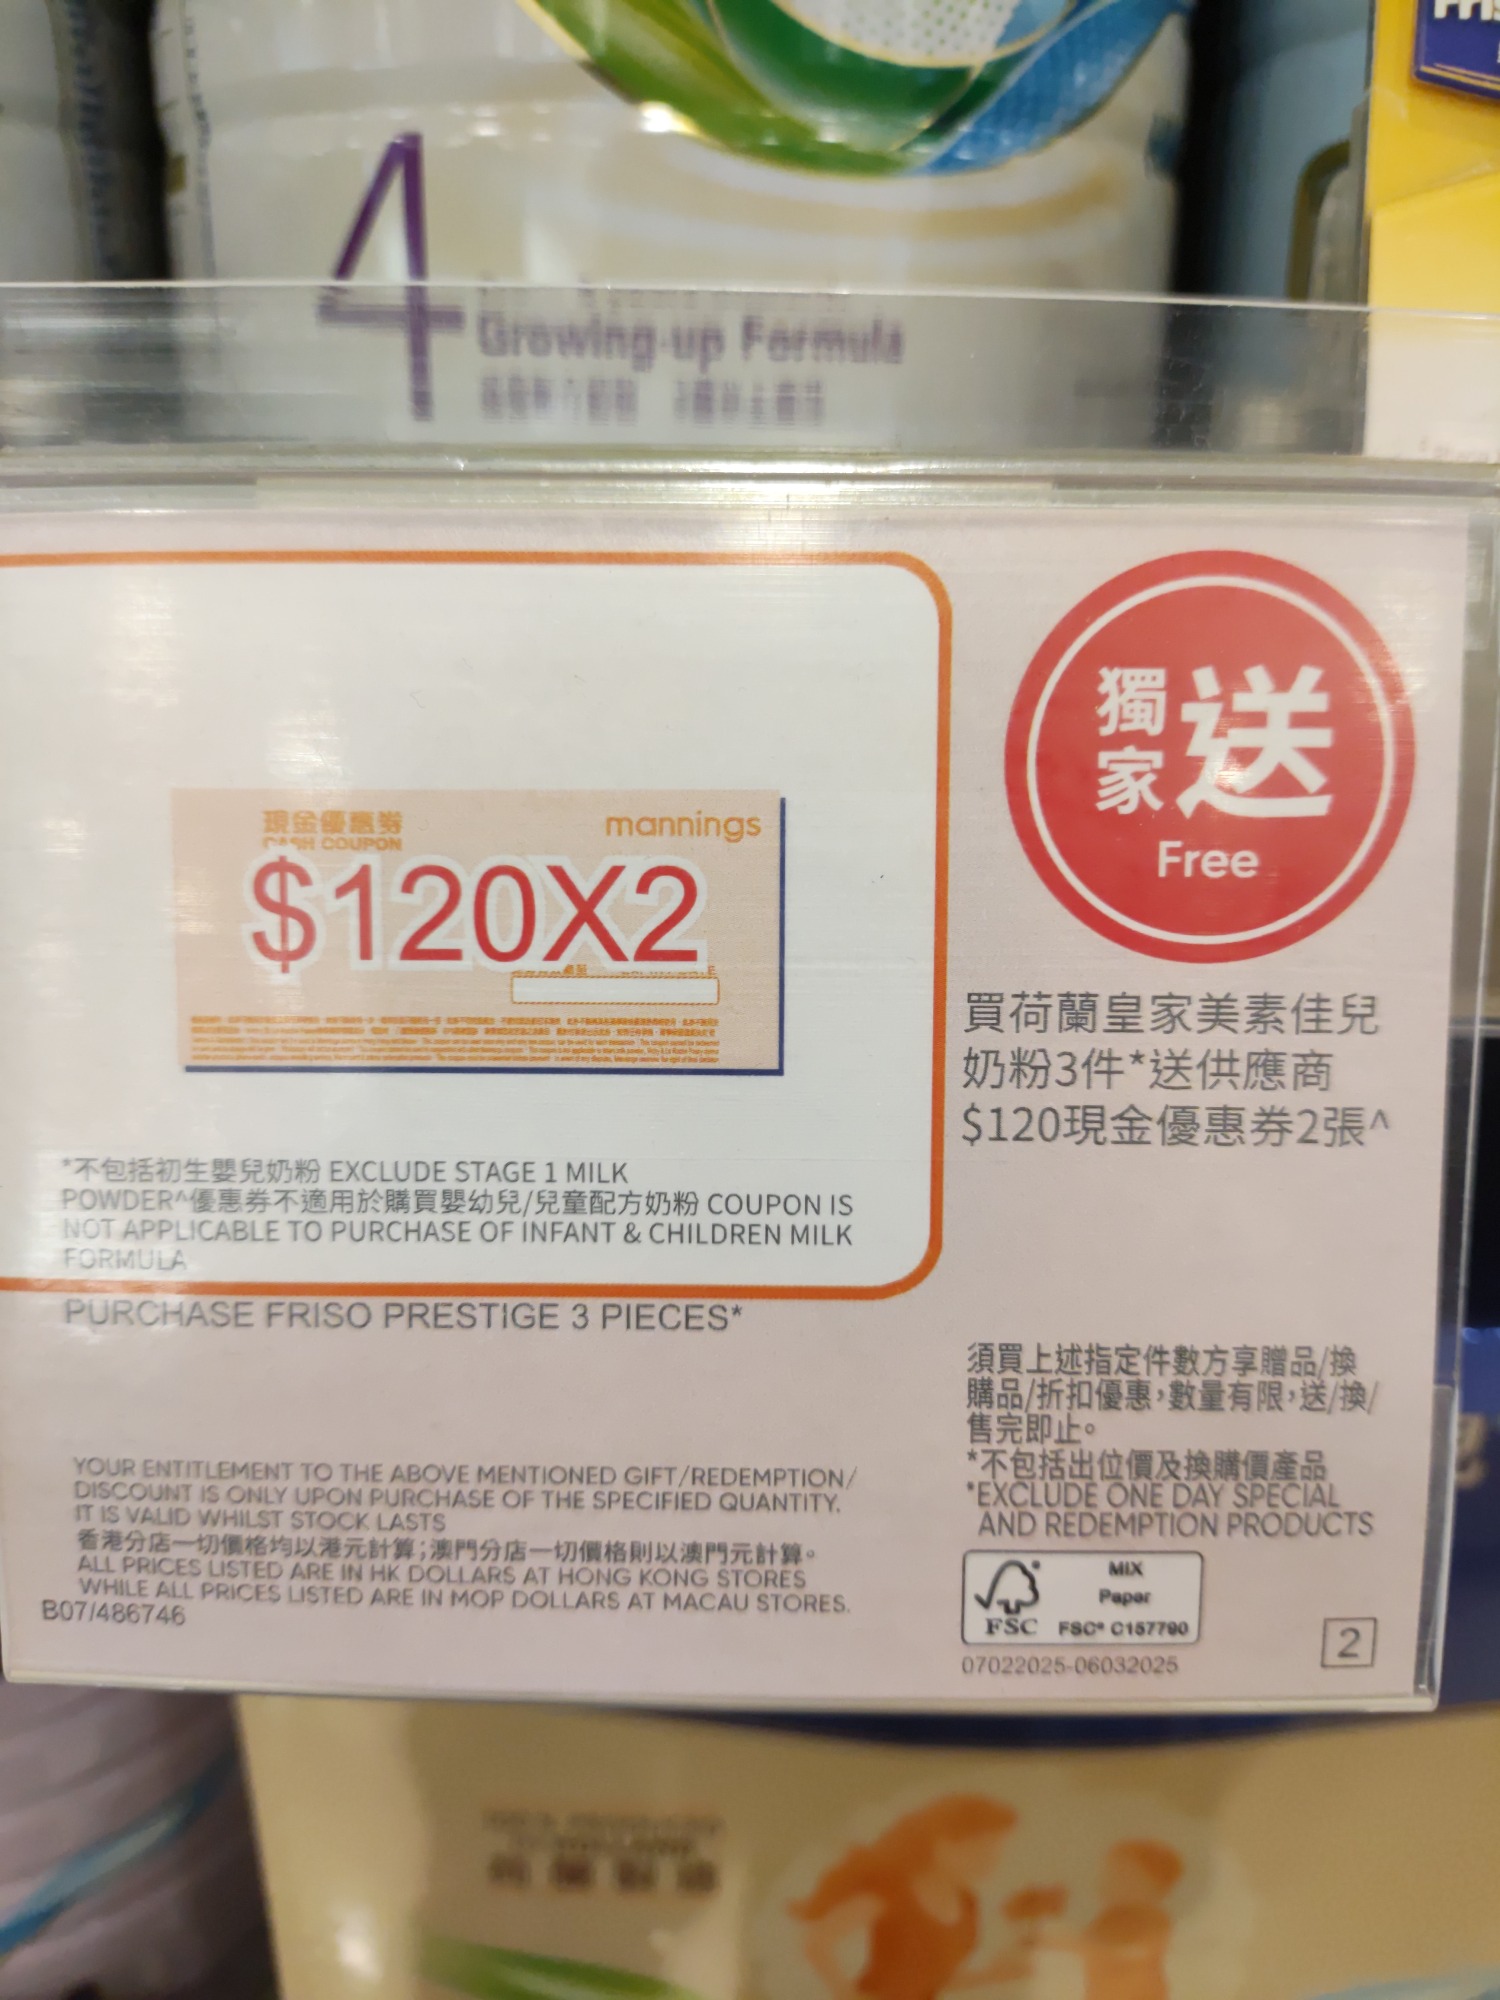 4
Growing-up Formula
獨家送
Free
現金優惠券
CASH COUPON
mannings
$120X2
買荷蘭皇家美素佳兒
奶粉3件*送供應商
$120現金優惠券2張^
*不包括初生嬰兒奶粉 EXCLUDE STAGE 1 MILK
POWDER^優惠券不適用於購買嬰幼兒/兒童配方奶粉 COUPON IS
NOT APPLICABLE TO PURCHASE OF INFANT & CHILDREN MILK
FORMULA
PURCHASE FRISO PRESTIGE 3 PIECES*
須買上述指定件數方享贈品/換
購品/折扣優惠，數量有限，送/換/
售完即止。
*不包括出位價及換購價產品
*EXCLUDE ONE DAY SPECIAL
AND REDEMPTION PRODUCTS
YOUR ENTITLEMENT TO THE ABOVE MENTIONED GIFT/REDEMPTION/
DISCOUNT IS ONLY UPON PURCHASE OF THE SPECIFIED QUANTITY.
IT IS VALID WHILST STOCK LASTS
香港分店一切價格均以港元計算；澳門分店一切價格則以澳門元計算。
ALL PRICES LISTED ARE IN HK DOLLARS AT HONG KONG STORES
WHILE ALL PRICES LISTED ARE IN MOP DOLLARS AT MACAU STORES.
B07/486746
MIX
Paper
FSC
FSC® C157790
07022025-06032025
2